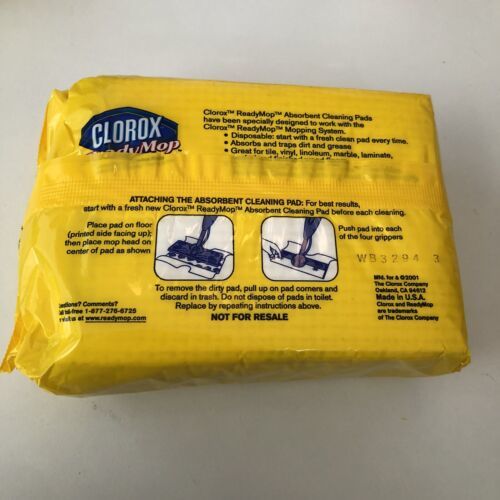 CLOROX
ReadyMop
Clorox™ ReadyMop™ Absorbent Cleaning Pads
have been specially designed to work with the
Clorox™ ReadyMop™ Mopping System.
• Disposable: start with a fresh clean pad every time.
• Absorbs and traps dirt and grease
• Great for tile, vinyl, linoleum, marble, laminate,
ATTACHING THE ABSORBENT CLEANING PAD: For best results,
start with a fresh new Clorox™ ReadyMop™ Absorbent Cleaning Pad before each cleaning.
Place pad on floor
(printed side facing up);
then place mop head on
center of pad as shown
Push pad into each
of the four grippers
WB3294 3
To remove the dirty pad, pull up on pad corners and
discard in trash. Do not dispose of pads in toilet.
Replace by repeating instructions above.
NOT FOR RESALE
estions? Comments?
toll-free 1-877-276-6725
us at www.readymop.com
Mfd. for & ©2001
The Clorox Company
Oakland, CA 94612
Made in U.S.A.
Clorox and ReadyMop
are trademarks
of The Clorox Company